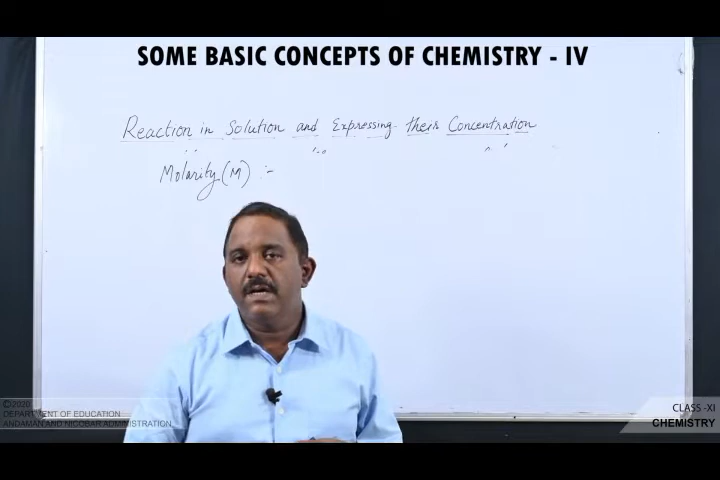 SOME BASIC CONCEPTS OF CHEMISTRY - IV
Reaction in Solution and Expressing their Concentration
Molarity (M) :-
©2020
DEPARTMENT OF EDUCATION
ANDAMAN AND NICOBAR ADMINISTRATION
CLASS -XI
CHEMISTRY